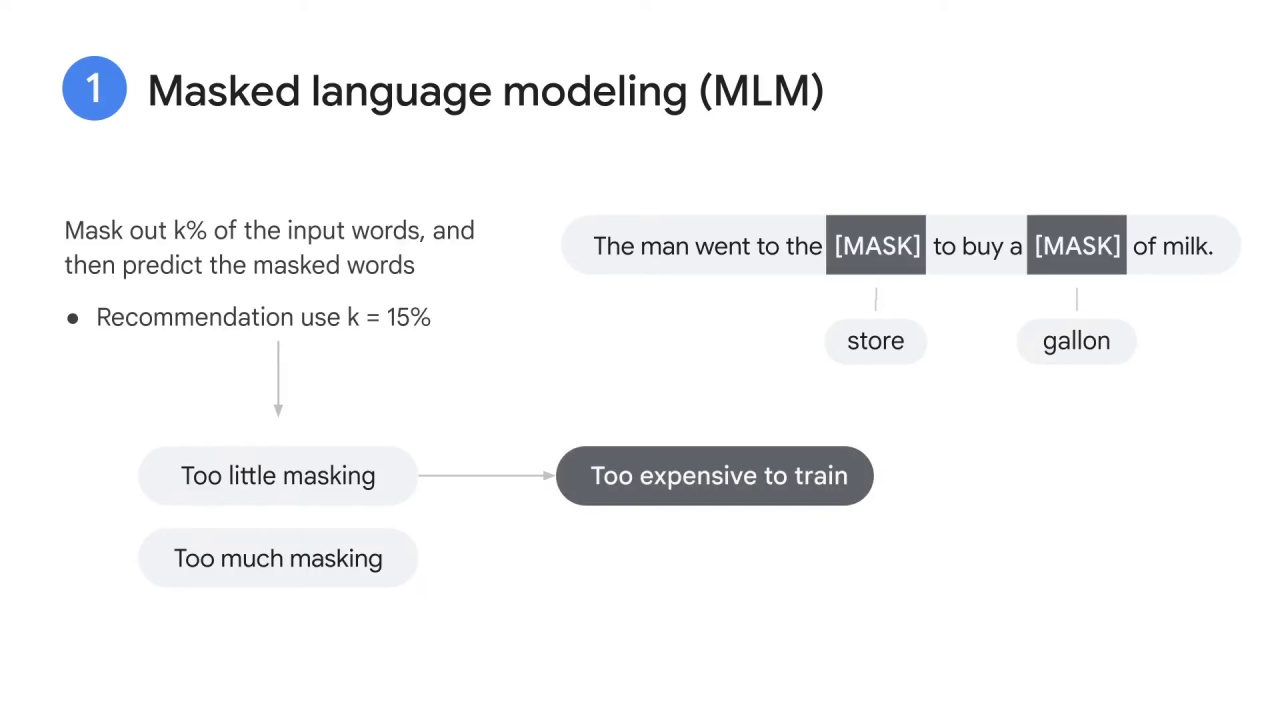 1 Masked language modeling (MLM)
Mask out k% of the input words, and
then predict the masked words
● Recommendation use k = 15%
The man went to the [MASK] to buy a [MASK] of milk.
store gallon
Too little masking Too expensive to train
Too much masking